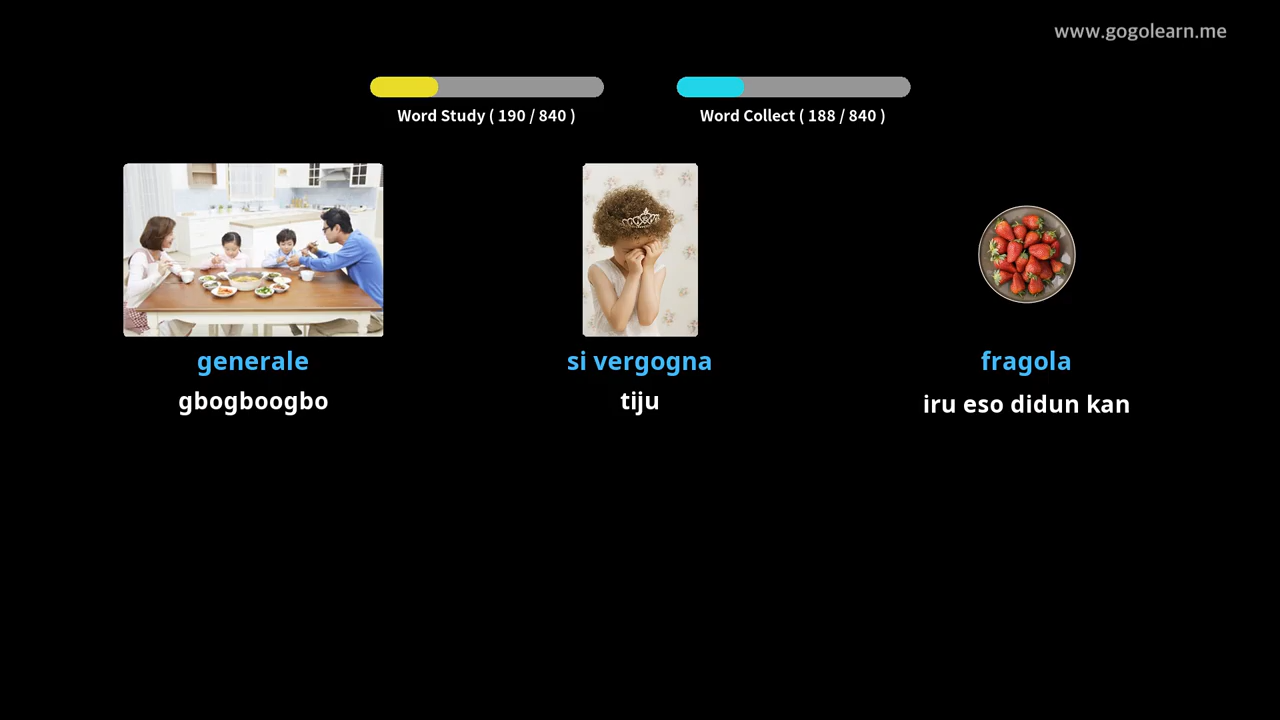 www.gogolearn.me
Word Study ( 190 / 840 )
Word Collect ( 188 / 840 )
generale
si vergogna
fragola
gbogboogbo
tiju
iru eso didun kan